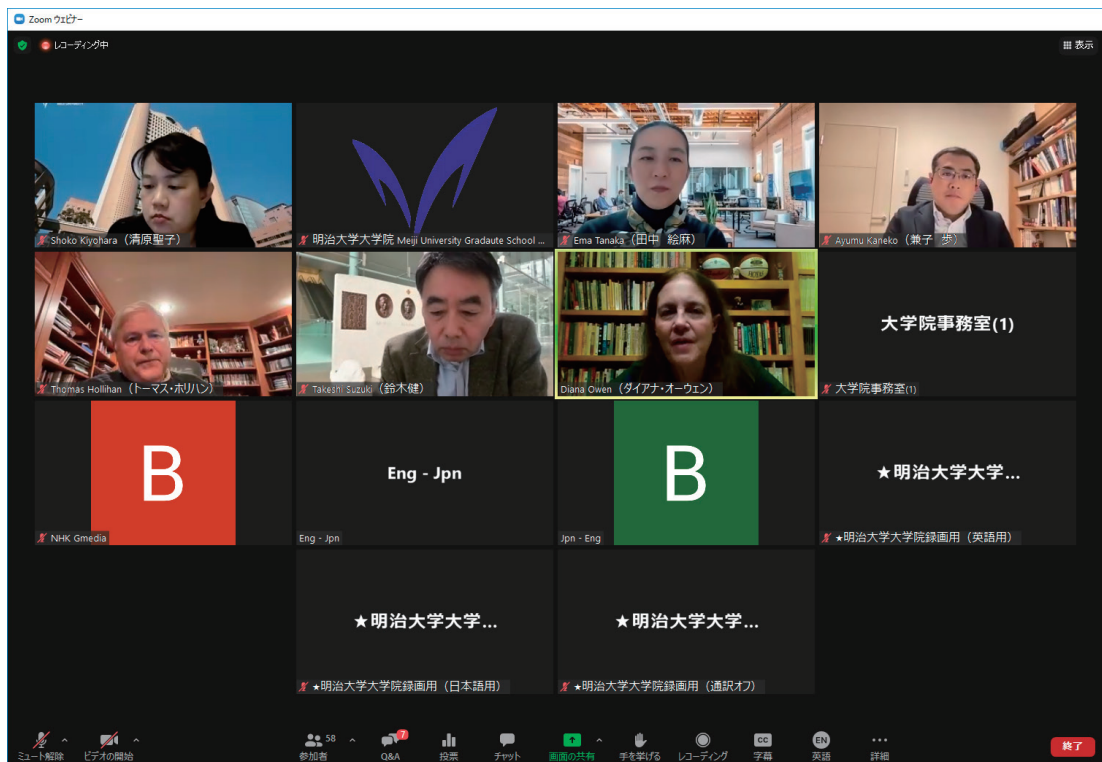 Zoom ウェビナー
レコーディング中
表示
Shoko Kiyohara（清原聖子）
明治大学大学院 Meiji University Gradaute School ...
Ema Tanaka（田中 絵麻）
Ayumu Kaneko（兼子 歩）
Thomas Hollihan（トーマス・ホリハン）
Takeshi Suzuki（鈴木健）
Diana Owen（ダイアナ・オーウェン）
大学院事務室(1)
大学院事務室(1)
B
NHK Gmedia
Eng - Jpn
Eng - Jpn
B
Jpn - Eng
★明治大学大学...
★明治大学大学院録画用（英語用）
★明治大学大学...
★明治大学大学院録画用（日本語用）
★明治大学大学...
★明治大学大学院録画用（通訳オフ）
ミュート解除
ビデオの開始
58
参加者
7
Q&A
投票
チャット
画面の共有
手を挙げる
レコーディング
CC
字幕
EN
英語
詳細
終了